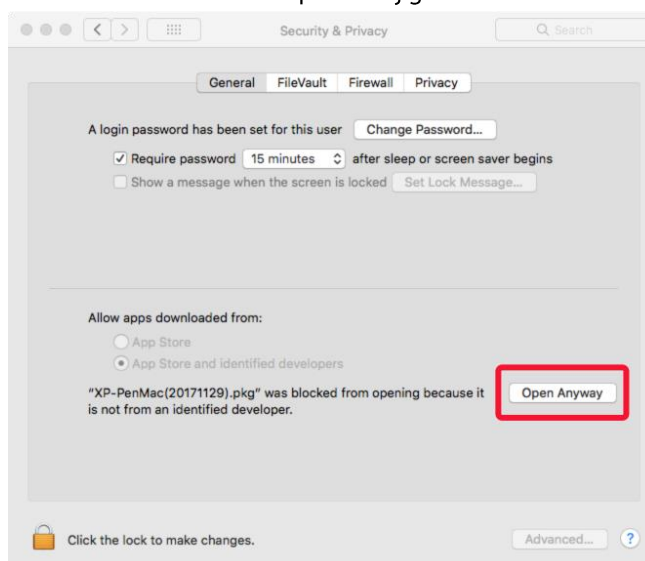 Security & Privacy
Search
General FileVault Firewall Privacy
A login password has been set for this user Change Password...
Require password 15 minutes after sleep or screen saver begins
Show a message when the screen is locked Set Lock Message...
Allow apps downloaded from:
App Store
App Store and identified developers
"XP-PenMac(20171129).pkg" was blocked from opening because it Open Anyway
is not from an identified developer.
Click the lock to make changes. Advanced... ?